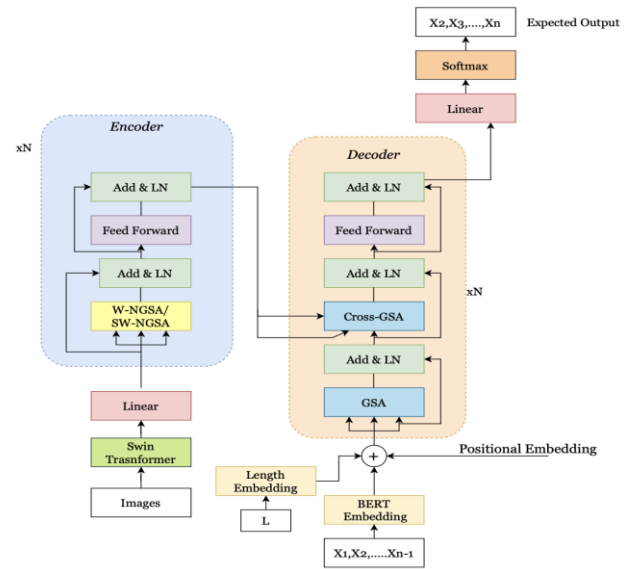 X2,X3,....,Xn
Expected Output
Softmax
Linear
Encoder
xN
Add & LN
Feed Forward
Add & LN
W-NGSA/
SW-NGSA
Linear
Swin
Trasnformer
Images
Decoder
Add & LN
Feed Forward
Add & LN
xN
Cross-GSA
Add & LN
GSA
Positional Embedding
+
Length
Embedding
L
BERT
Embedding
X1,X2,.....Xn-1